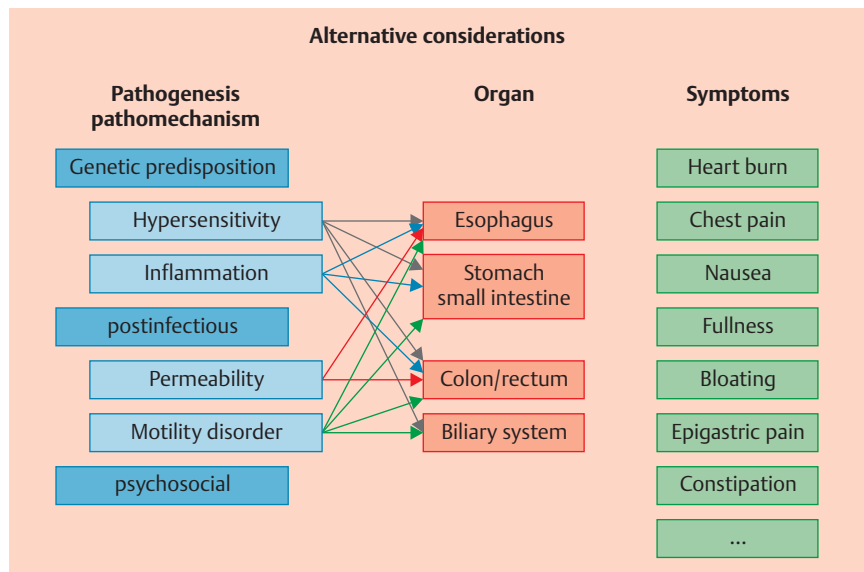 Alternative considerations
Pathogenesis
pathomechanism
Organ
Symptoms
Genetic predisposition
Hypersensitivity
Inflammation
postinfectious
Permeability
Motility disorder
psychosocial
Esophagus
Stomach
small intestine
Colon/rectum
Biliary system
Heart burn
Chest pain
Nausea
Fullness
Bloating
Epigastric pain
Constipation
...